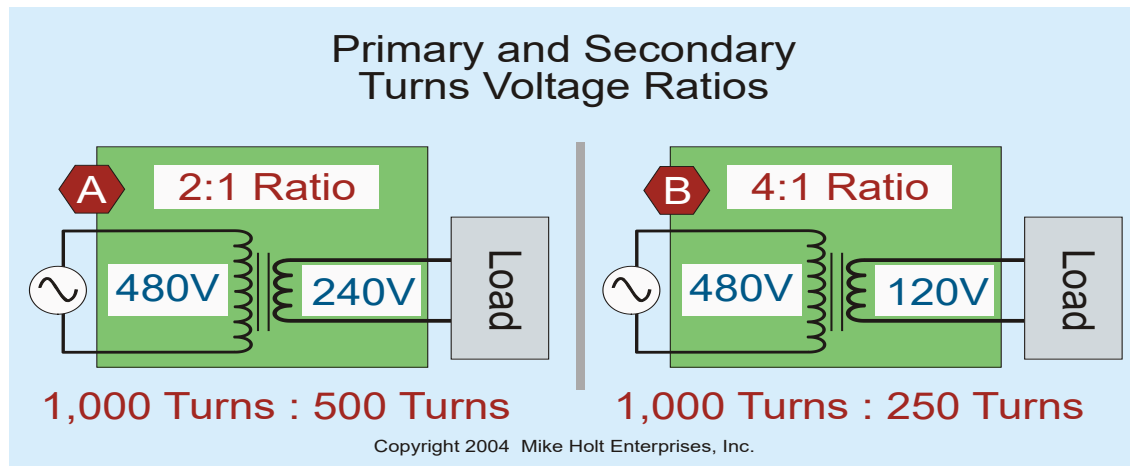 Primary and Secondary
Turns Voltage Ratios
A
2:1 Ratio
480V
240V
Load
1,000 Turns : 500 Turns
B
4:1 Ratio
480V
120V
Load
1,000 Turns : 250 Turns
Copyright 2004 Mike Holt Enterprises, Inc.